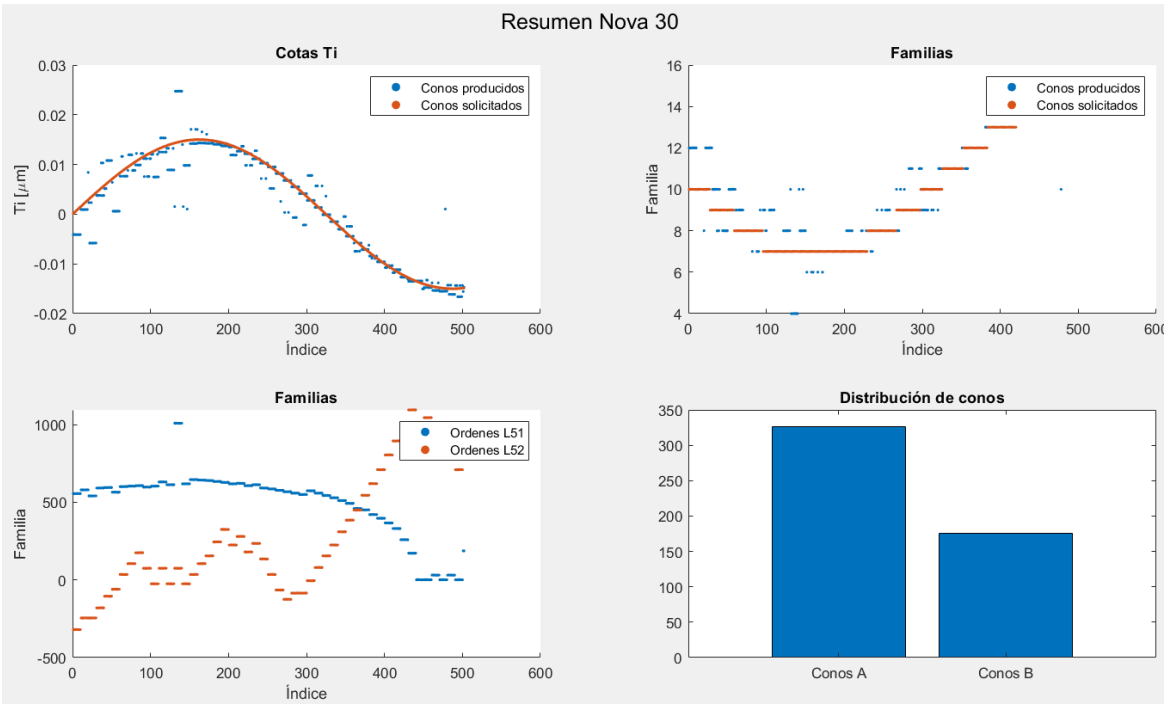 Resumen Nova 30
Cotas Ti
0.03
0.02
0.01
0
-0.01
-0.02
Ti [μm]
0
100
200
300
400
500
600
Índice
Conos producidos
Conos solicitados
Familias
16
14
12
10
8
6
4
Familia
0
100
200
300
400
500
600
Índice
Conos producidos
Conos solicitados
Familias
1000
500
0
-500
Familia
0
100
200
300
400
500
600
Índice
Ordenes L51
Ordenes L52
Distribución de conos
350
300
250
200
150
100
50
0
Conos A
Conos B